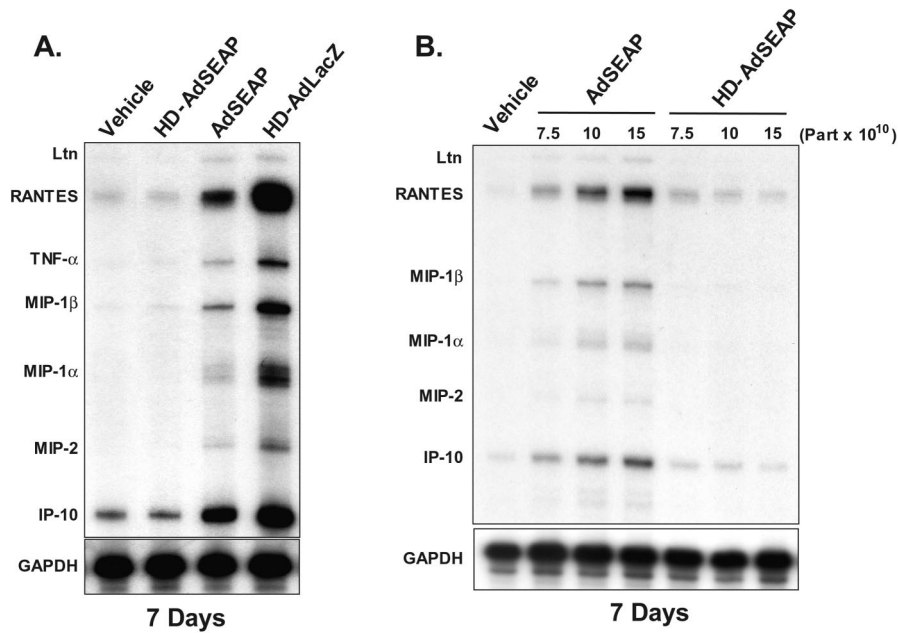 A.
Vehicle
HD-AdSEAP
AdSEAP
HD-AdLacZ
Ltn
RANTES
TNF-α
MIP-1β
MIP-1α
MIP-2
IP-10
GAPDH
7 Days
B.
Vehicle
AdSEAP
HD-AdSEAP
7.5 10 15 7.5 10 15 (Part x 10¹⁰)
Ltn
RANTES
MIP-1β
MIP-1α
MIP-2
IP-10
GAPDH
7 Days